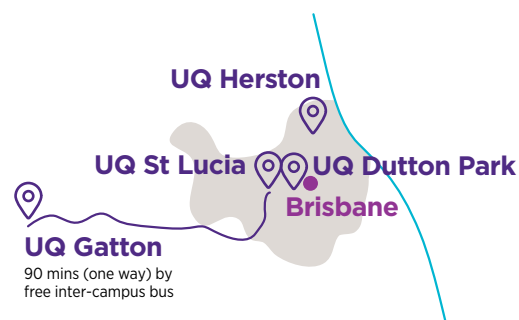 UQ Herston
UQ St Lucia
UQ Dutton Park
Brisbane
UQ Gatton
90 mins (one way) by
free inter-campus bus